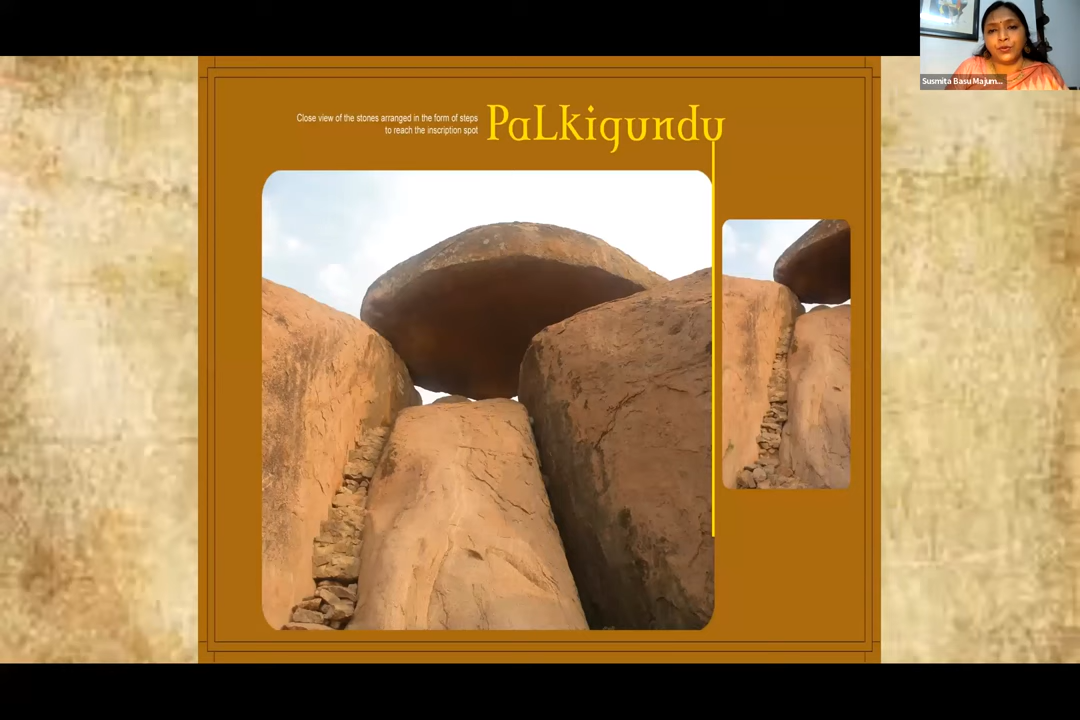 Susmita Basu Majum...
Close view of the stones arranged in the form of steps
to reach the inscription spot
PaLkigundu